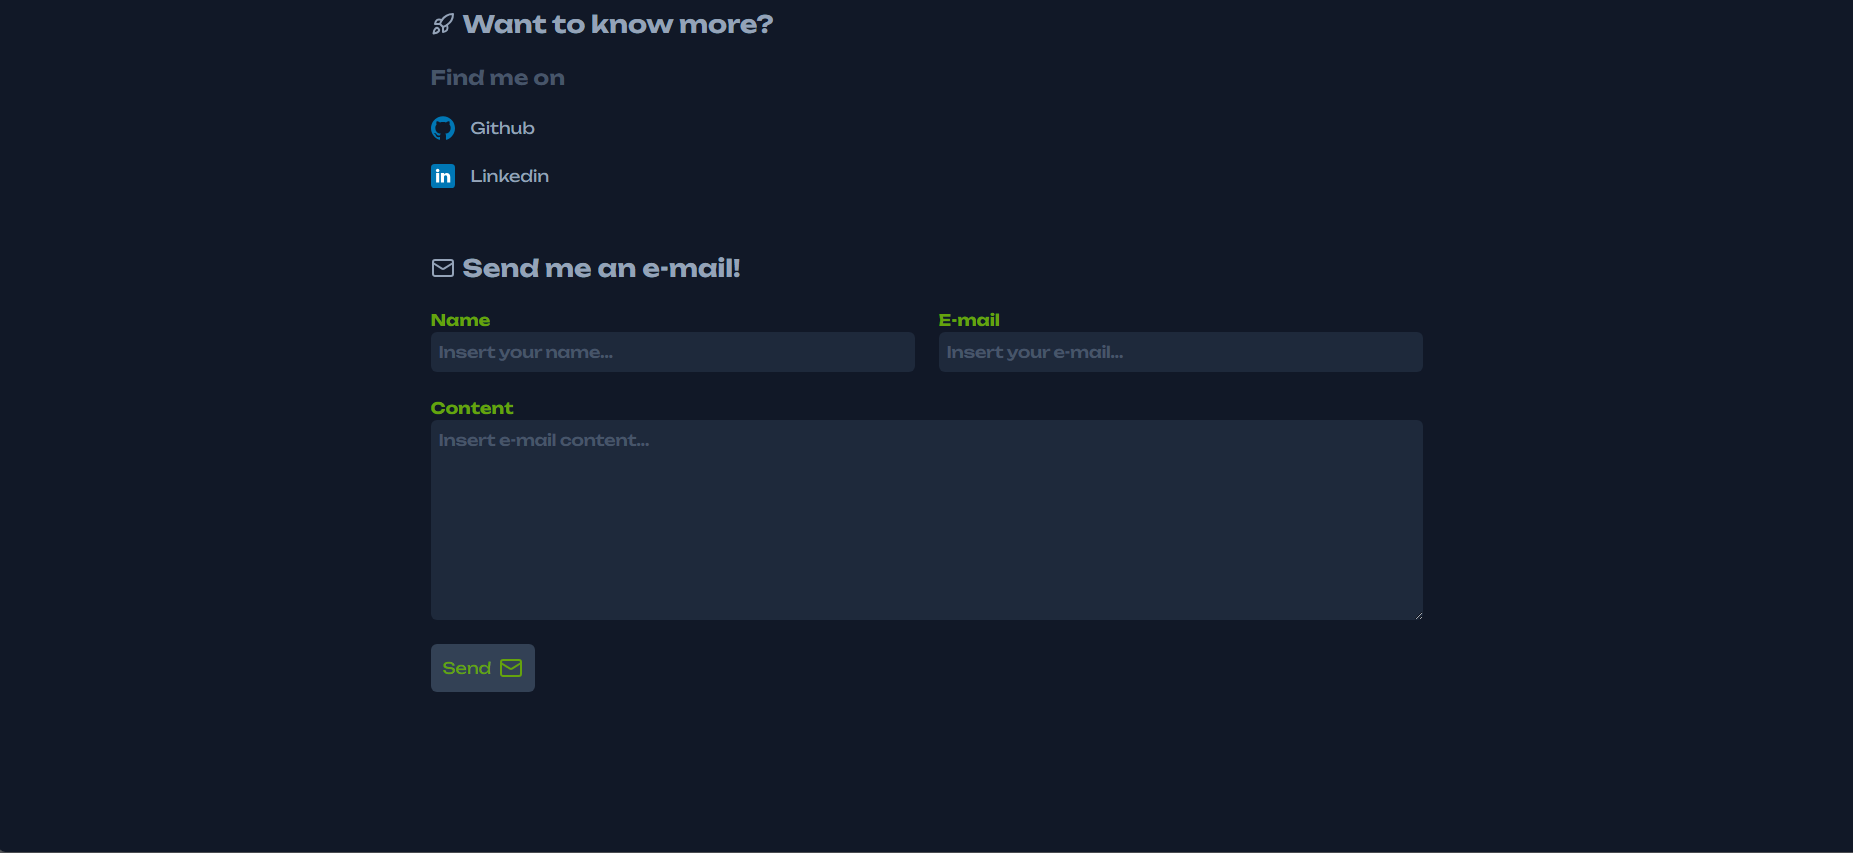 Want to know more?
Find me on
Github
in Linkedin
Send me an e-mail!
Name
E-mail
Insert your name...
Insert your e-mail...
Content
Insert e-mail content...
Send